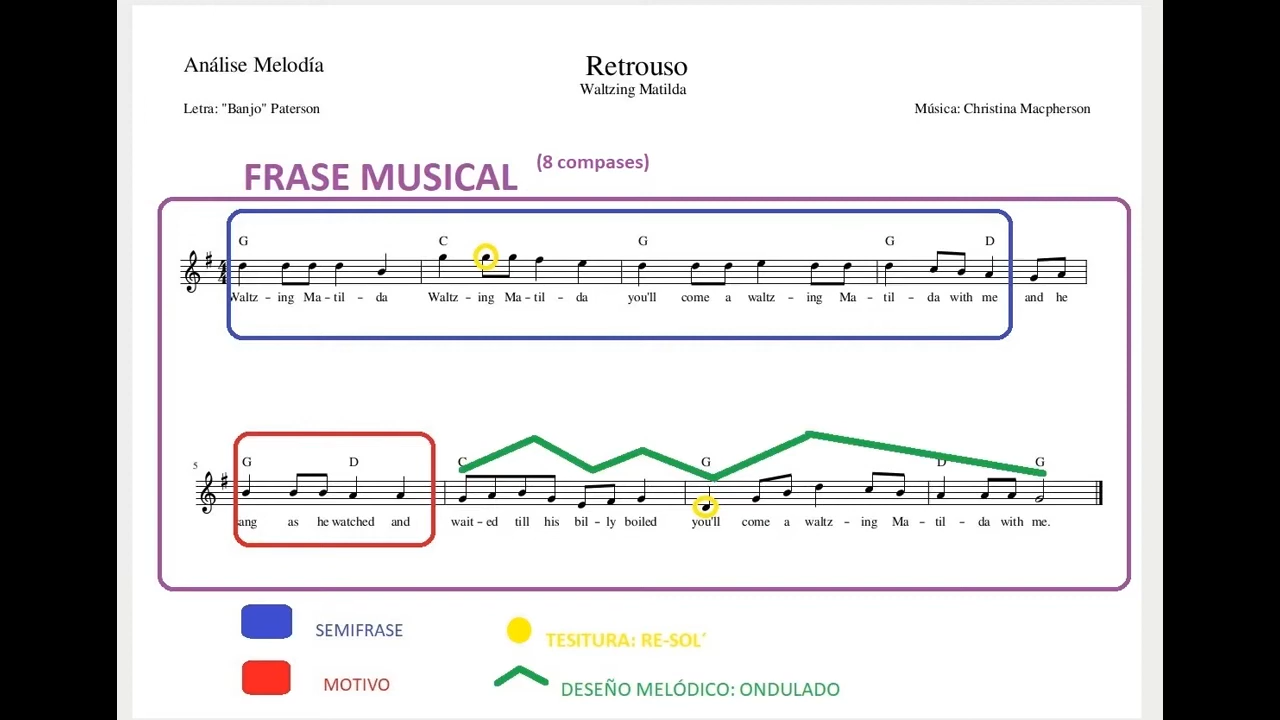 Análise Melodía
Retrouso
Waltzing Matilda
Letra: "Banjo" Paterson
Música: Christina Macpherson
FRASE MUSICAL (8 compases)
G C G G D
4
4
Waltz – ing Ma – til – da Waltz – ing Ma – til – da you'll come a waltz – ing Ma – til – da with me and he
G D C G D G
5
sang as he watched and wait – ed till his bil – ly boiled you'll come a waltz – ing Ma – til – da with me.
SEMIFRASE
TESITURA: RE-SOL´
MOTIVO
DESEÑO MELÓDICO: ONDULADO